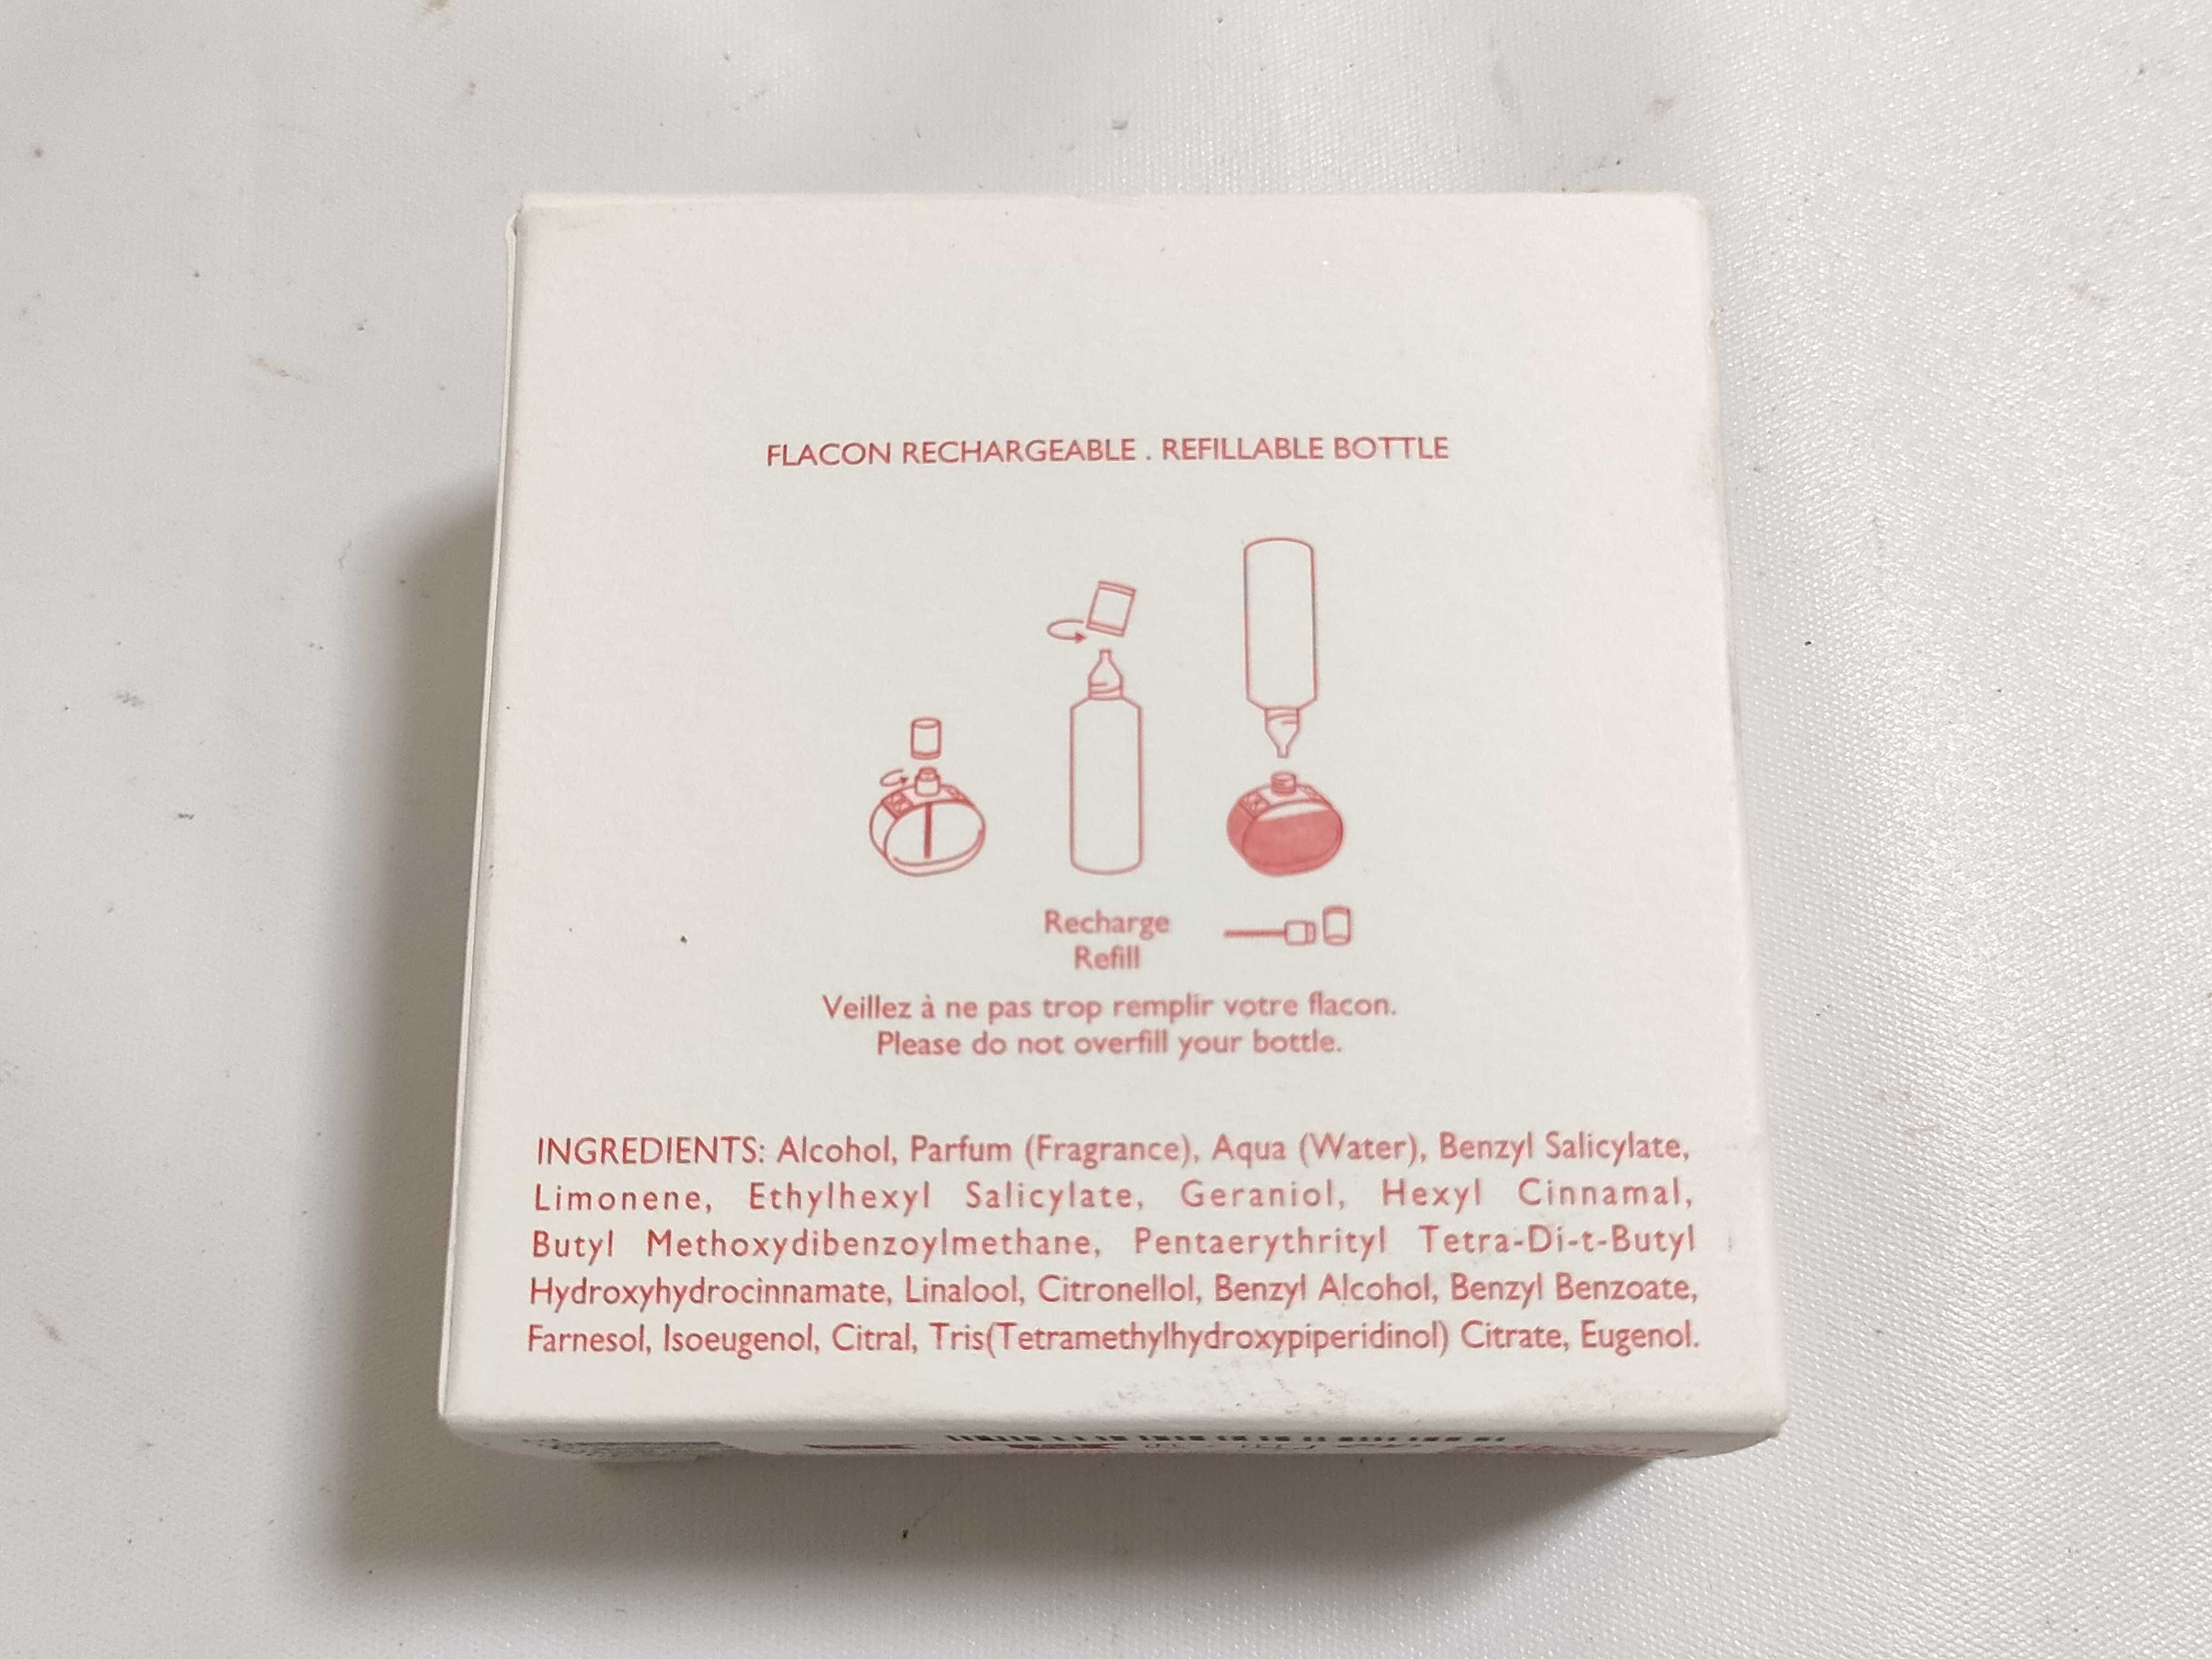 FLACON RECHARGEABLE . REFILLABLE BOTTLE
Recharge
Refill
Veillez à ne pas trop remplir votre flacon.
Please do not overfill your bottle.
INGREDIENTS: Alcohol, Parfum (Fragrance), Aqua (Water), Benzyl Salicylate,
Limonene, Ethylhexyl Salicylate, Geraniol, Hexyl Cinnamal,
Butyl Methoxydibenzoylmethane, Pentaerythrityl Tetra-Di-t-Butyl
Hydroxyhydrocinnamate, Linalool, Citronellol, Benzyl Alcohol, Benzyl Benzoate,
Farnesol, Isoeugenol, Citral, Tris(Tetramethylhydroxypiperidinol) Citrate, Eugenol.